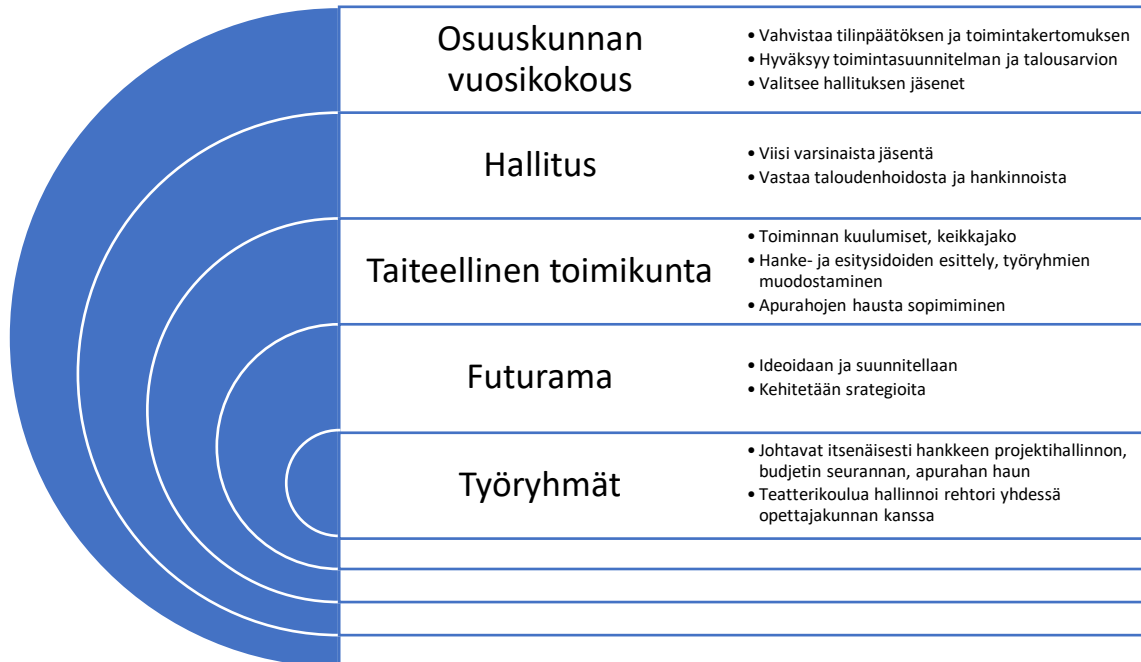 Osuuskunnan
vuosikokous
• Vahvistaa tilinpäätöksen ja toimintakertomuksen
• Hyväksyy toimintasuunnitelman ja talousarvion
• Valitsee hallituksen jäsenet
Hallitus
• Viisi varsinaista jäsentä
• Vastaa taloudenhoidosta ja hankinnoista
Taiteellinen toimikunta
• Toiminnan kuulumiset, keikkajako
• Hanke- ja esitysidoiden esittely, työryhmien
muodostaminen
• Apurahojen hausta sopimiminen
Futurama
• Ideoidaan ja suunnitellaan
• Kehitetään srategioita
Työryhmät
• Johtavat itsenäisesti hankkeen projektihallinnon,
budjetin seurannan, apurahan haun
• Teatterikoulua hallinnoi rehtori yhdessä
opettajakunnan kanssa